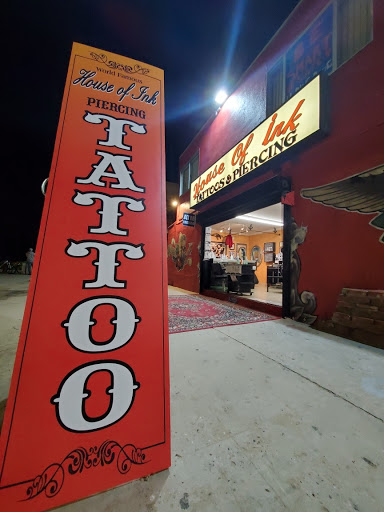 World Famous
House of Ink
PIERCING
TATTOO
House Of Ink
TATTOOS & PIERCING